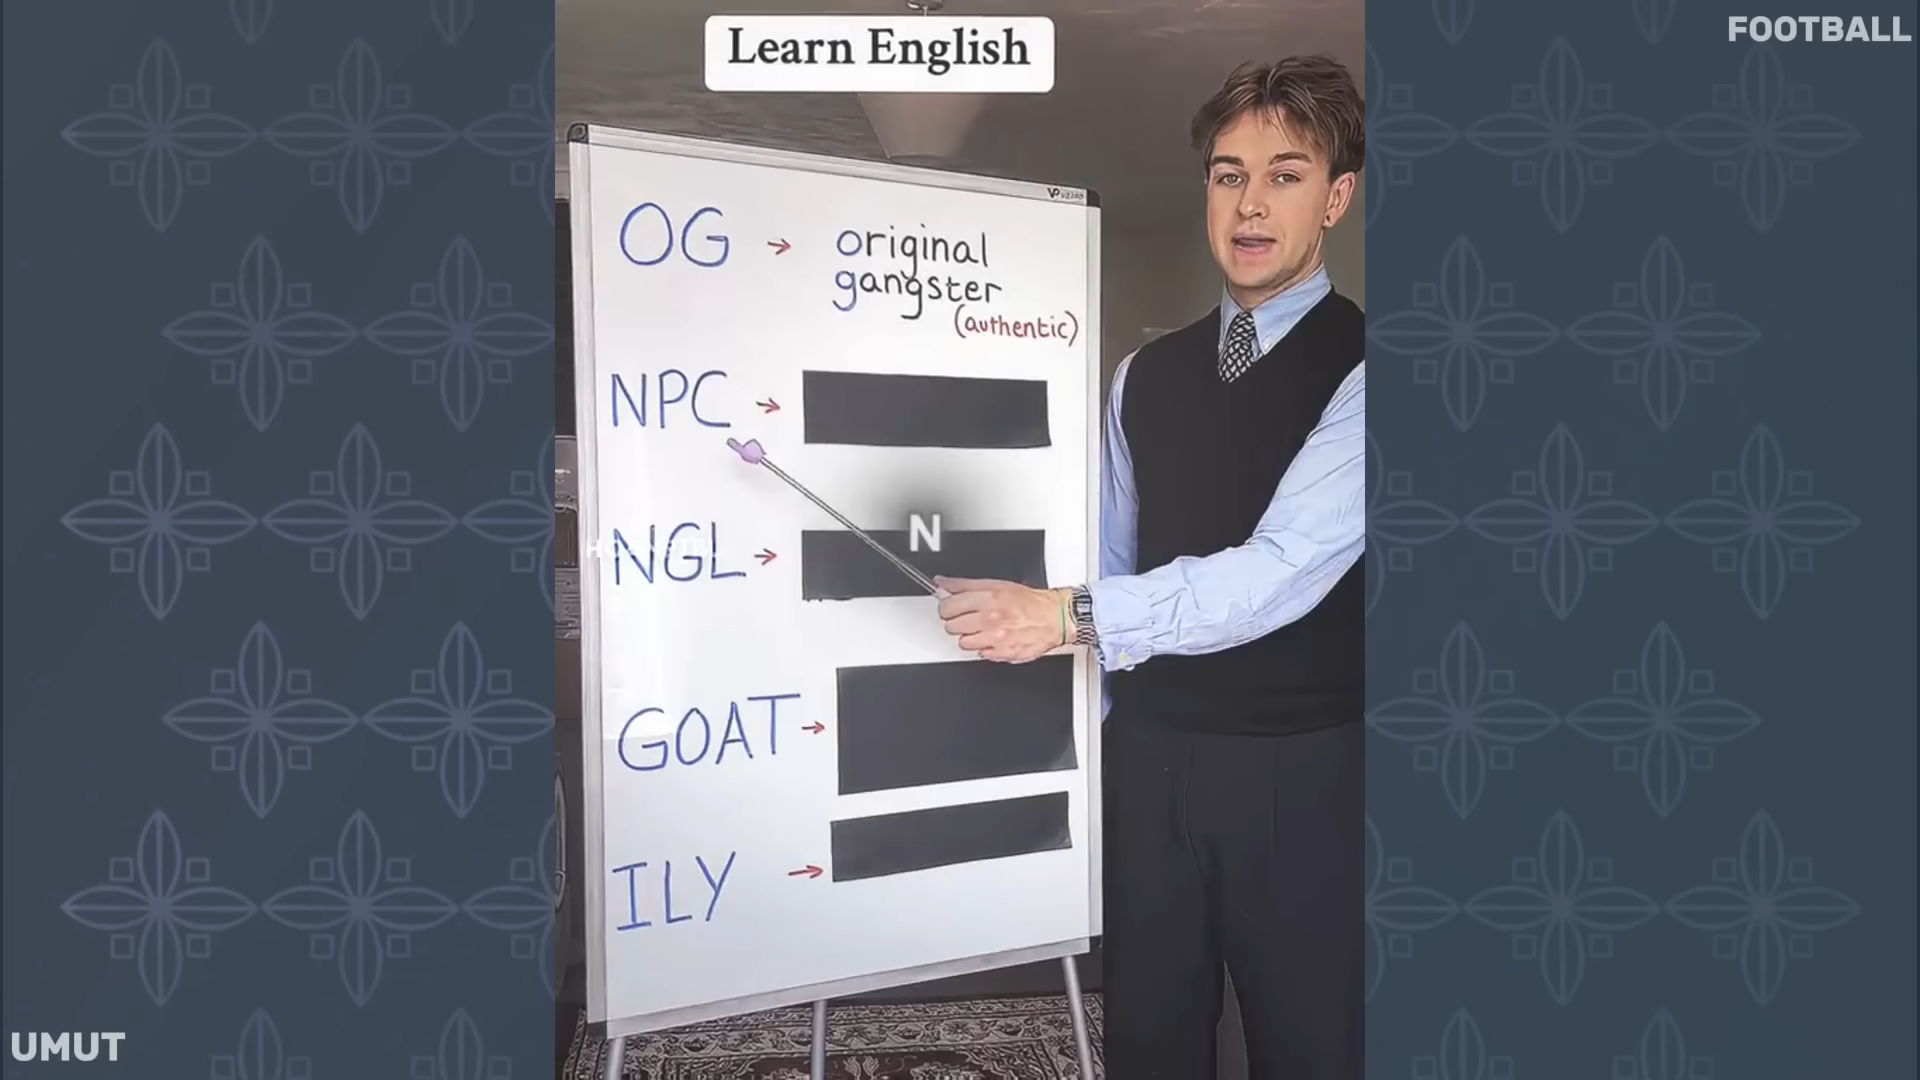 Learn English
FOOTBALL
OG → original
gangster
(authentic)
NPC →
N
NGL →
GOAT →
ILY →
UMUT